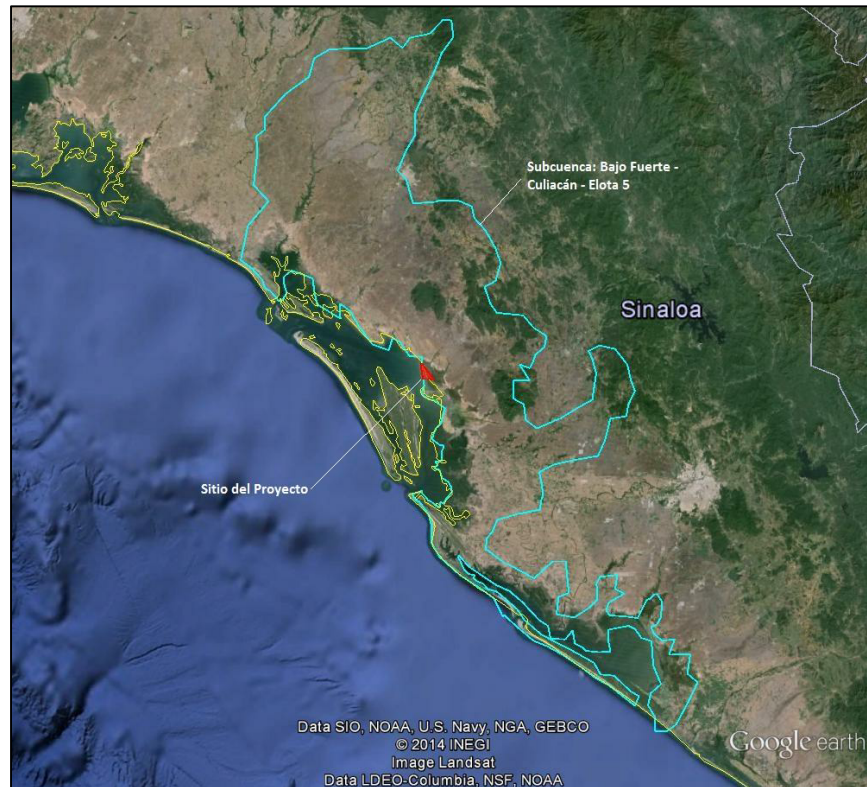 Subcuenca: Bajo Fuerte -
Culiacán - Elota 5
Sinaloa
Sitio del Proyecto
Data SIO, NOAA, U.S. Navy, NGA, GEBCO
© 2014 INEGI
Image Landsat
Data LDEO-Columbia, NSF, NOAA
Google earth